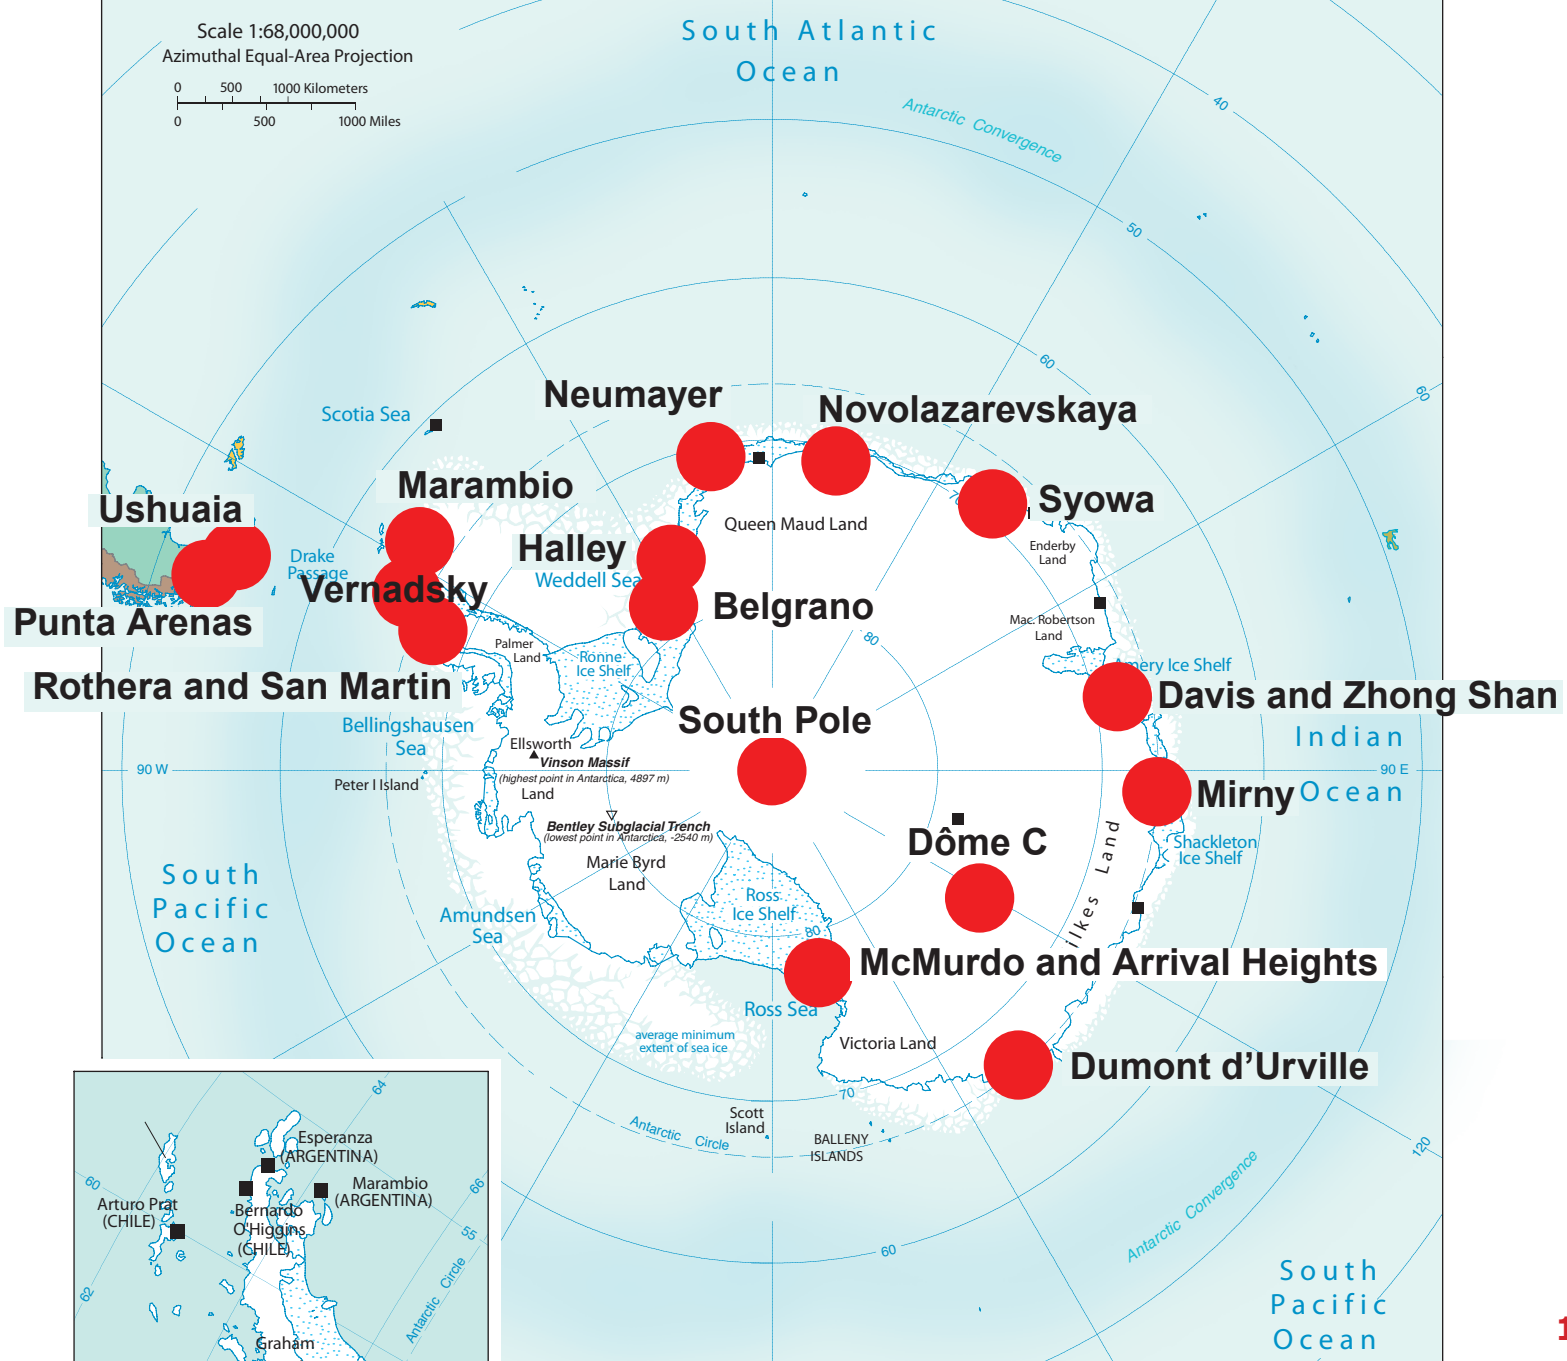 Scale 1:68,000,000
Azimuthal Equal-Area Projection
0 500 1000 Kilometers
0 500 1000 Miles
South Atlantic
Ocean
Antarctic Convergence
40
50
60
60
Scotia Sea
Neumayer
Novolazarevskaya
Marambio
Syowa
Ushuaia
Queen Maud Land
Halley
Drake
Passage
Weddell Sea
Enderby
Land
Vernadsky
Belgrano
Punta Arenas
Mac. Robertson
Land
80
Palmer
Land
Ronne
Ice Shelf
Amery Ice Shelf
Rothera and San Martin
Davis and Zhong Shan
South Pole
Bellingshausen
Sea
Indian
Ocean
Ellsworth
Land
Vinson Massif
(highest point in Antarctica, 4897 m)
90 W
90 E
Peter I Island
Mirny
Bentley Subglacial Trench
(lowest point in Antarctica, -2540 m)
Dôme C
Shackleton
Ice Shelf
Marie Byrd
Land
ilkes Land
South
Pacific
Ocean
Ross
Ice Shelf
Amundsen
Sea
80
McMurdo and Arrival Heights
Ross Sea
average minimum
extent of sea ice
Victoria Land
Dumont d’Urville
70
Scott
Island
Antarctic Circle
BALLENY
ISLANDS
120
Antarctic Convergence
60
South
Pacific
Ocean
64
Esperanza
(ARGENTINA)
60
Marambio
(ARGENTINA)
66
Arturo Prat
(CHILE)
Bernardo
O'Higgins
(CHILE)
55
62
Antarctic Circle
Graham